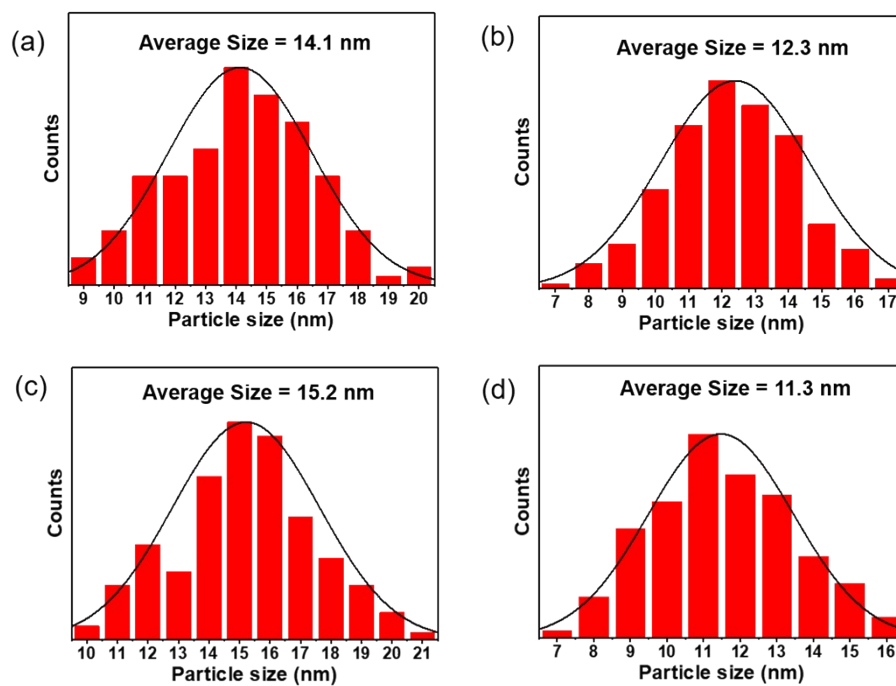 (a)
Average Size = 14.1 nm
Counts
9 10 11 12 13 14 15 16 17 18 19 20
Particle size (nm)
(b)
Average Size = 12.3 nm
Counts
7 8 9 10 11 12 13 14 15 16 17
Particle size (nm)
(c)
Average Size = 15.2 nm
Counts
10 11 12 13 14 15 16 17 18 19 20 21
Particle size (nm)
(d)
Average Size = 11.3 nm
Counts
7 8 9 10 11 12 13 14 15 16
Particle size (nm)